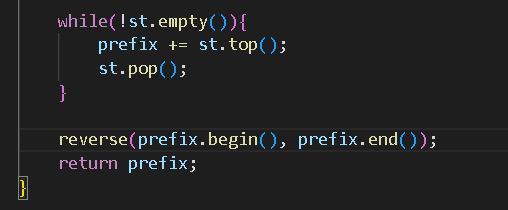 while(!st.empty()){
prefix += st.top();
st.pop();
}
reverse(prefix.begin(), prefix.end());
return prefix;
}